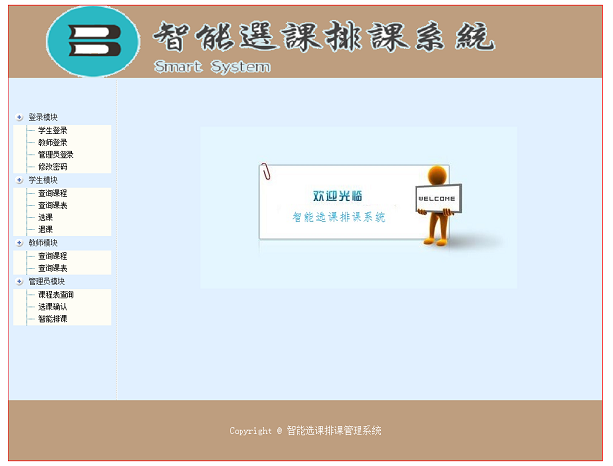 智能選課排課系統
Smart System
登录模块
学生登录
教师登录
管理员登录
修改密码
学生模块
查询课程
查询课表
选课
退课
教师模块
查询课程
查询课表
管理员模块
课程表查询
选课确认
智能排课
欢迎光临
智能选课排课系统
WELCOME
Copyright @ 智能选课排课管理系统